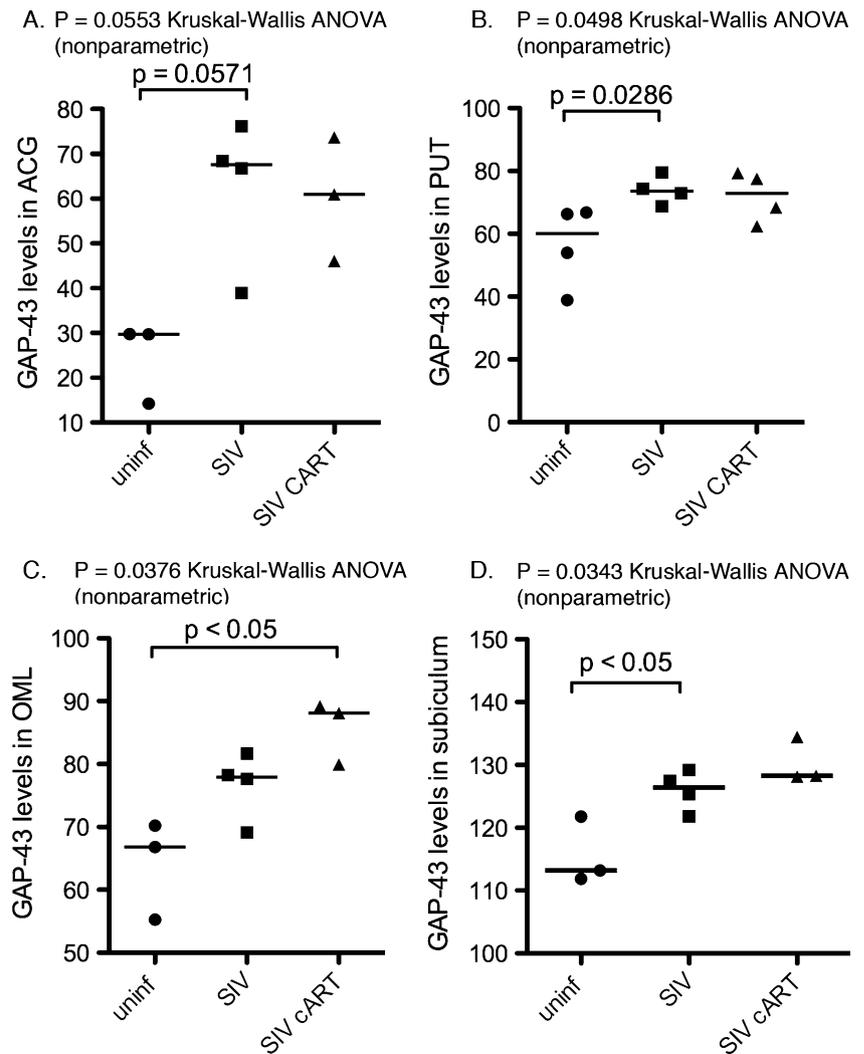 A. P = 0.0553 Kruskal-Wallis ANOVA
(nonparametric)
p = 0.0571
GAP-43 levels in ACG
80
70
60
50
40
30
20
10
uninf
SIV
SIV CART
B. P = 0.0498 Kruskal-Wallis ANOVA
(nonparametric)
p = 0.0286
GAP-43 levels in PUT
100
80
60
40
20
0
uninf
SIV
SIV CART
C. P = 0.0376 Kruskal-Wallis ANOVA
(nonparametric)
p < 0.05
GAP-43 levels in OML
100
90
80
70
60
50
uninf
SIV
SIV cART
D. P = 0.0343 Kruskal-Wallis ANOVA
(nonparametric)
p < 0.05
GAP-43 levels in subiculum
150
140
130
120
110
100
uninf
SIV
SIV cART